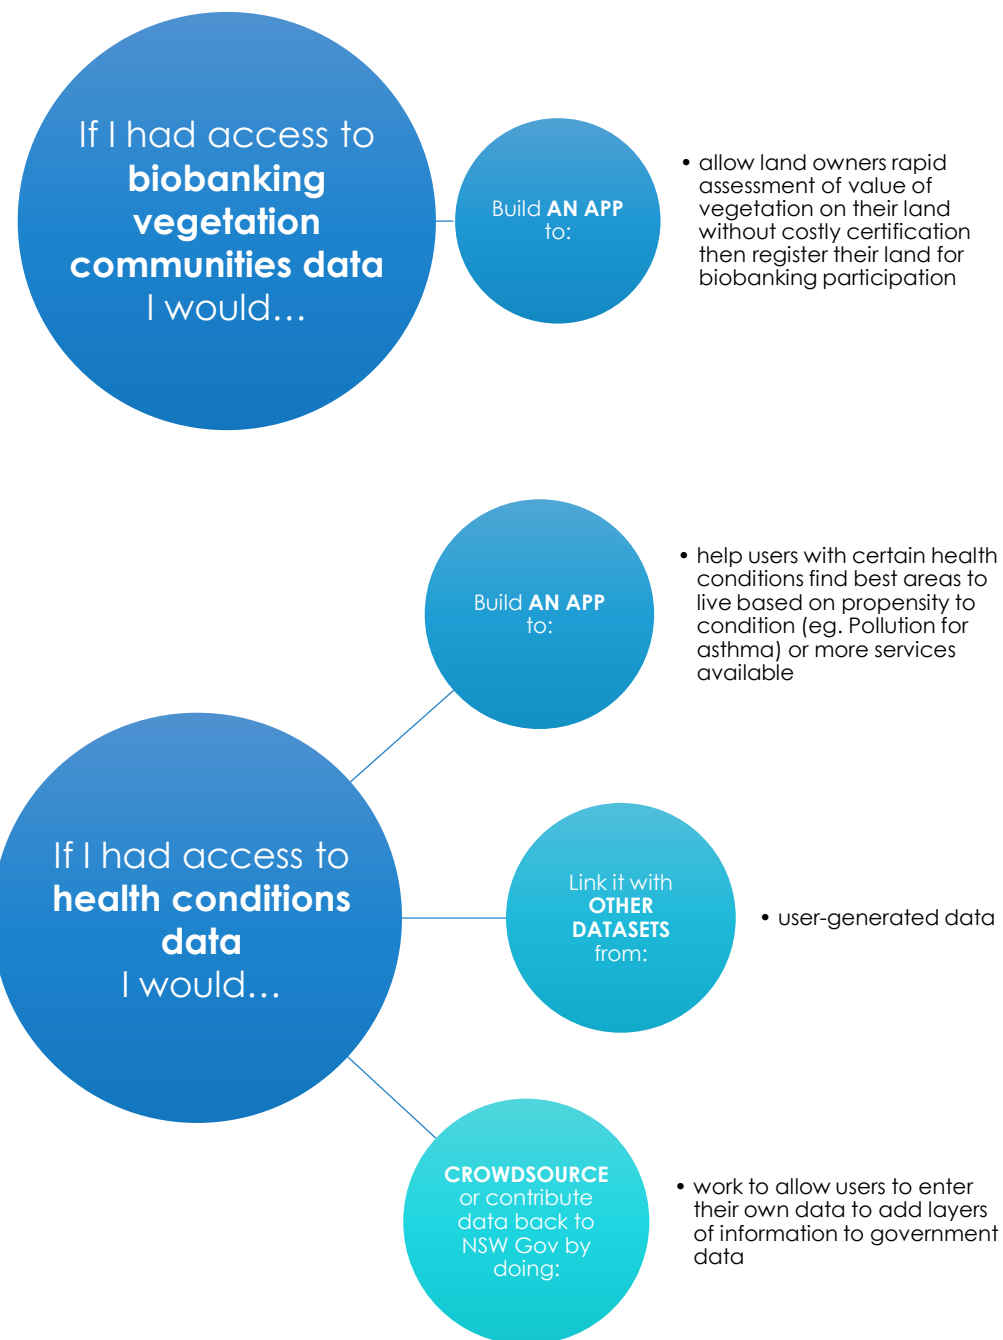 If I had access to
biobanking
vegetation
communities data
I would…
Build AN APP
to:
• allow land owners rapid
assessment of value of
vegetation on their land
without costly certification
then register their land for
biobanking participation
If I had access to
health conditions
data
I would…
Build AN APP
to:
• help users with certain health
conditions find best areas to
live based on propensity to
condition (eg. Pollution for
asthma) or more services
available
Link it with
OTHER
DATASETS
from:
• user-generated data
CROWDSOURCE
or contribute
data back to
NSW Gov by
doing:
• work to allow users to enter
their own data to add layers
of information to government
data